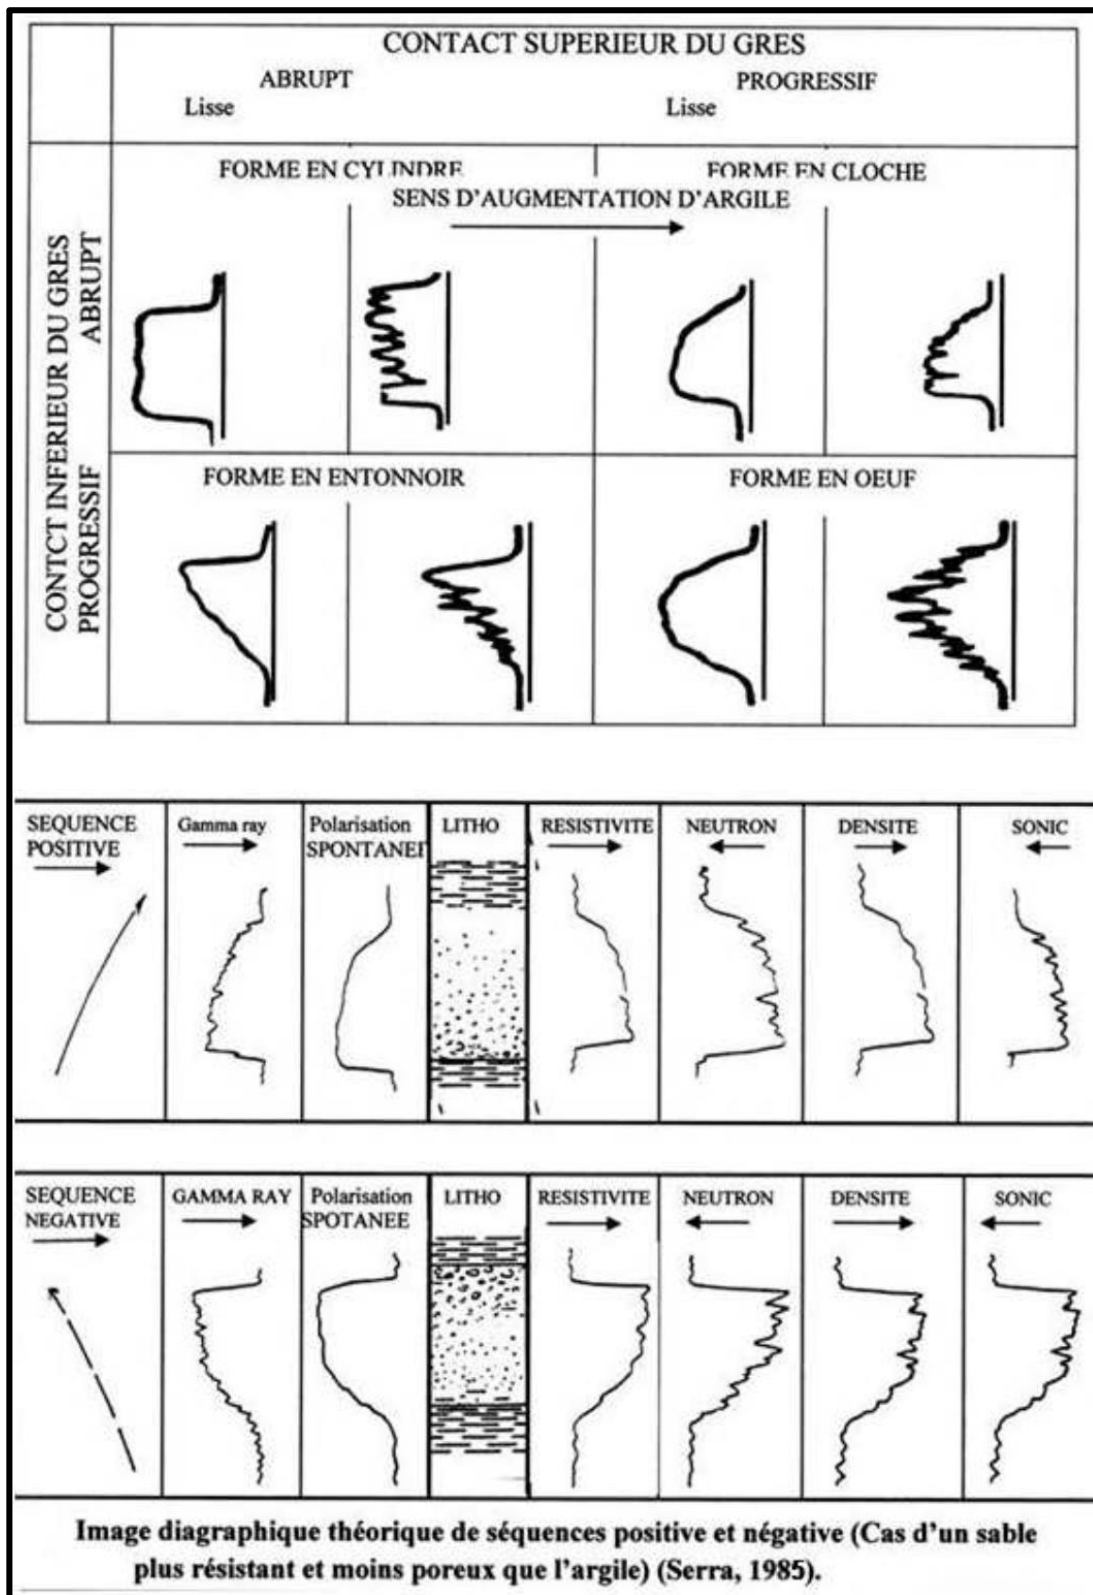 CONTACT SUPERIEUR DU GRES
ABRUPT PROGRESSIF
Lisse Lisse
CONTCT INFERIEUR DU GRES
ABRUPT
PROGRESSIF
FORME EN CYLINDRE FORME EN CLOCHE
SENS D'AUGMENTATION D'ARGILE
FORME EN ENTONNOIR FORME EN OEUF
SEQUENCE POSITIVE
Gamma ray
Polarisation
SPONTANEI
LITHO
RESISTIVITE
NEUTRON
DENSITE
SONIC
SEQUENCE
NEGATIVE
GAMMA RAY
Polarisation
SPOTANEE
LITHO
RESISTIVITE
NEUTRON
DENSITE
SONIC
Image diagraphique théorique de séquences positive et négative (Cas d'un sable
plus résistant et moins poreux que l'argile) (Serra, 1985).